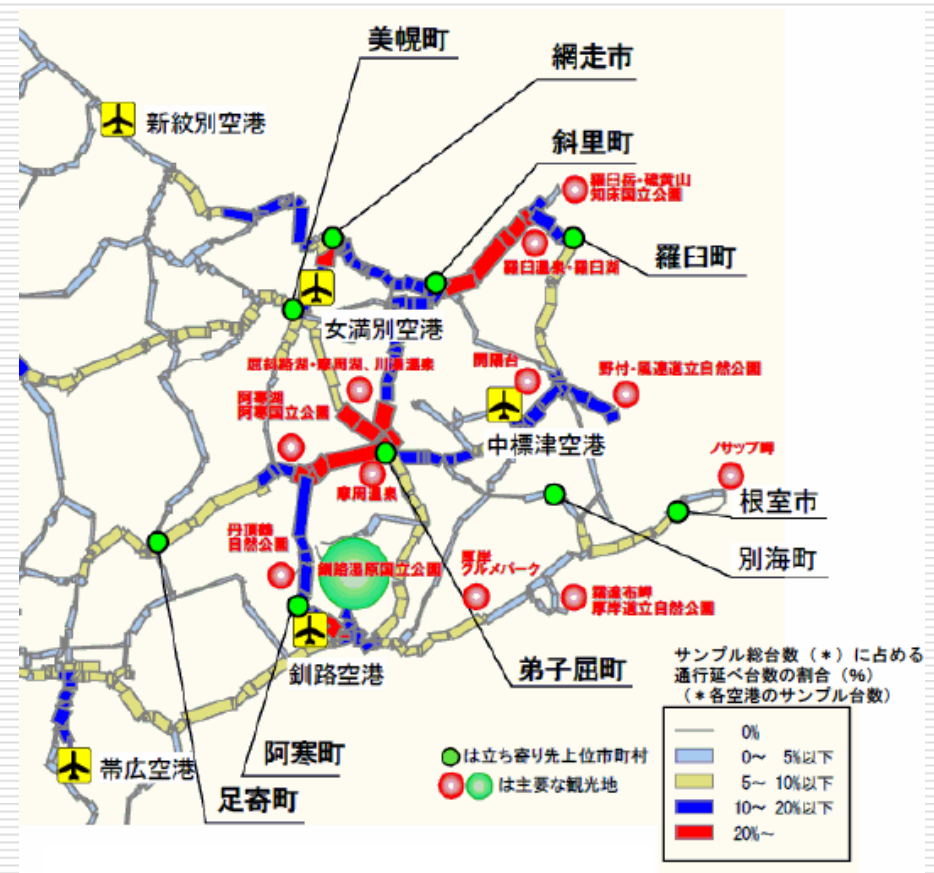 美幌町
網走市
新紋別空港
斜里町
羅臼岳・硫黄山
知床国立公園
羅臼町
羅臼温泉・羅臼湖
女満別空港
屈斜路湖・摩周湖、川湯温泉
開陽台
野付・風連道立自然公園
阿寒湖
阿寒国立公園
中標津空港
ノサップ岬
摩周温泉
根室市
丹頂鶴
自然公園
別海町
釧路湿原国立公園
厚岸
グルメパーク
霧達布岬
厚岸道立自然公園
釧路空港
弟子屈町
サンプル総台数（*）に占める
通行延べ台数の割合（%）
（*各空港のサンプル台数）
阿寒町
0%
帯広空港
は立ち寄り先上位市町村
0～ 5%以下
は主要な観光地
5～ 10%以下
足寄町
10～ 20%以下
20%～